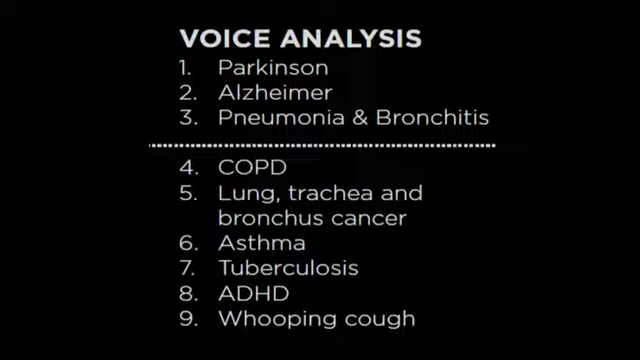 VOICE ANALYSIS
1. Parkinson
2. Alzheimer
3. Pneumonia & Bronchitis
4. COPD
5. Lung, trachea and
bronchus cancer
6. Asthma
7. Tuberculosis
8. ADHD
9. Whooping cough